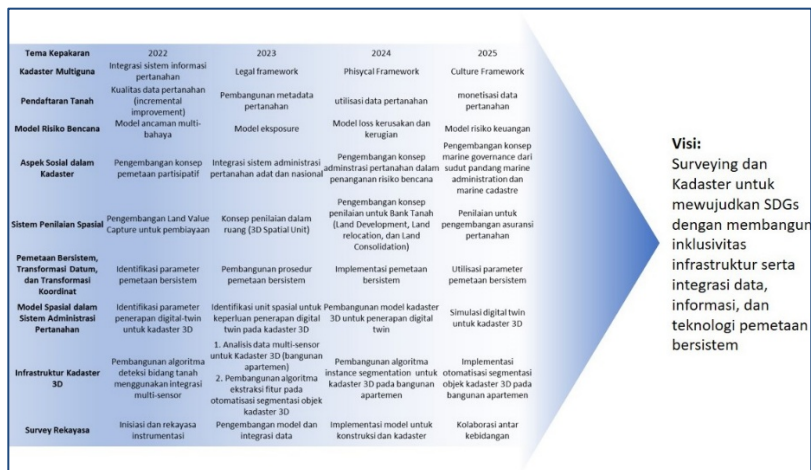 Tema Kepakaran 2022 2023 2024 2025
Kadaster Multiguna
Integrasi sistem informasi
pertanahan
Legal framework
Phisycal Framework
Culture Framework
Pendaftaran Tanah
Kualitas data pertanahan
(incremental
improvement)
Pembangunan metadata
pertanahan
utilisasi data pertanahan
monetisasi data
pertanahan
Model Risiko Bencana
Model ancaman multi-
bahaya
Model eksposure
Model loss kerusakan dan
kerugian
Model risiko keuangan
Aspek Sosial dalam
Kadaster
Pengembangan konsep
pemetaan partisipatif
Integrasi sistem administrasi
pertanahan adat dan nasional
Pengembangan konsep
adminstrasi pertanahan dalam
penanganan risiko bencana
Pengembangan konsep
marine governance dari
sudut pandang marine
administration dan
marine cadastre
Sistem Penilaian Spasial
Pengembangan Land Value
Capture untuk pembiayaan
Konsep penilaian dalam
ruang (3D Spatial Unit)
Pengembangan konsep
penilaian untuk Bank Tanah
(Land Development, Land
relocation, dan Land
Consolidation)
Penilaian untuk
pengembangan asuransi
pertanahan
Pemetaan Bersistem,
Transformasi Datum,
dan Transformasi
Koordinat
Identifikasi parameter
pemetaan bersistem
Pembangunan prosedur
pemetaan bersistem
Implementasi pemetaan
bersistem
Utilisasi parameter
pemetaan bersistem
Model Spasial dalam
Sistem Administrasi
Pertanahan
Identifikasi parameter
penerapan digital-twin
untuk kadaster 3D
Identifikasi unit spasial untuk
keperluan penerapan digital
twin pada kadaster 3D
Pembangunan model kadaster
3D untuk penerapan digital
twin
Simulasi digital twin
untuk kadaster 3D
Infrastruktur Kadaster
3D
Pembangunan algoritma
deteksi bidang tanah
menggunakan integrasi
multi-sensor
1. Analisis data multi-sensor
untuk Kadaster 3D (bangunan
apartemen)
2. Pembangunan algoritma
ekstraksi fitur pada
otomatisasi segmentasi objek
kadaster 3D
Pembangunan algoritma
instance segmentation untuk
kadaster 3D pada bangunan
apartemen
Implementasi
otomatisasi segmentasi
objek kadaster 3D pada
bangunan apartemen
Survey Rekayasa
Inisiasi dan rekayasa
instrumentasi
Pengembangan model dan
integrasi data
Implementasi model untuk
konstruksi dan kadaster
Kolaborasi antar
kebidangan
Visi:
Surveying dan
Kadaster untuk
mewujudkan SDGs
dengan membangun
inklusivitas
infrastruktur serta
integrasi data,
informasi, dan
teknologi pemetaan
bersistem